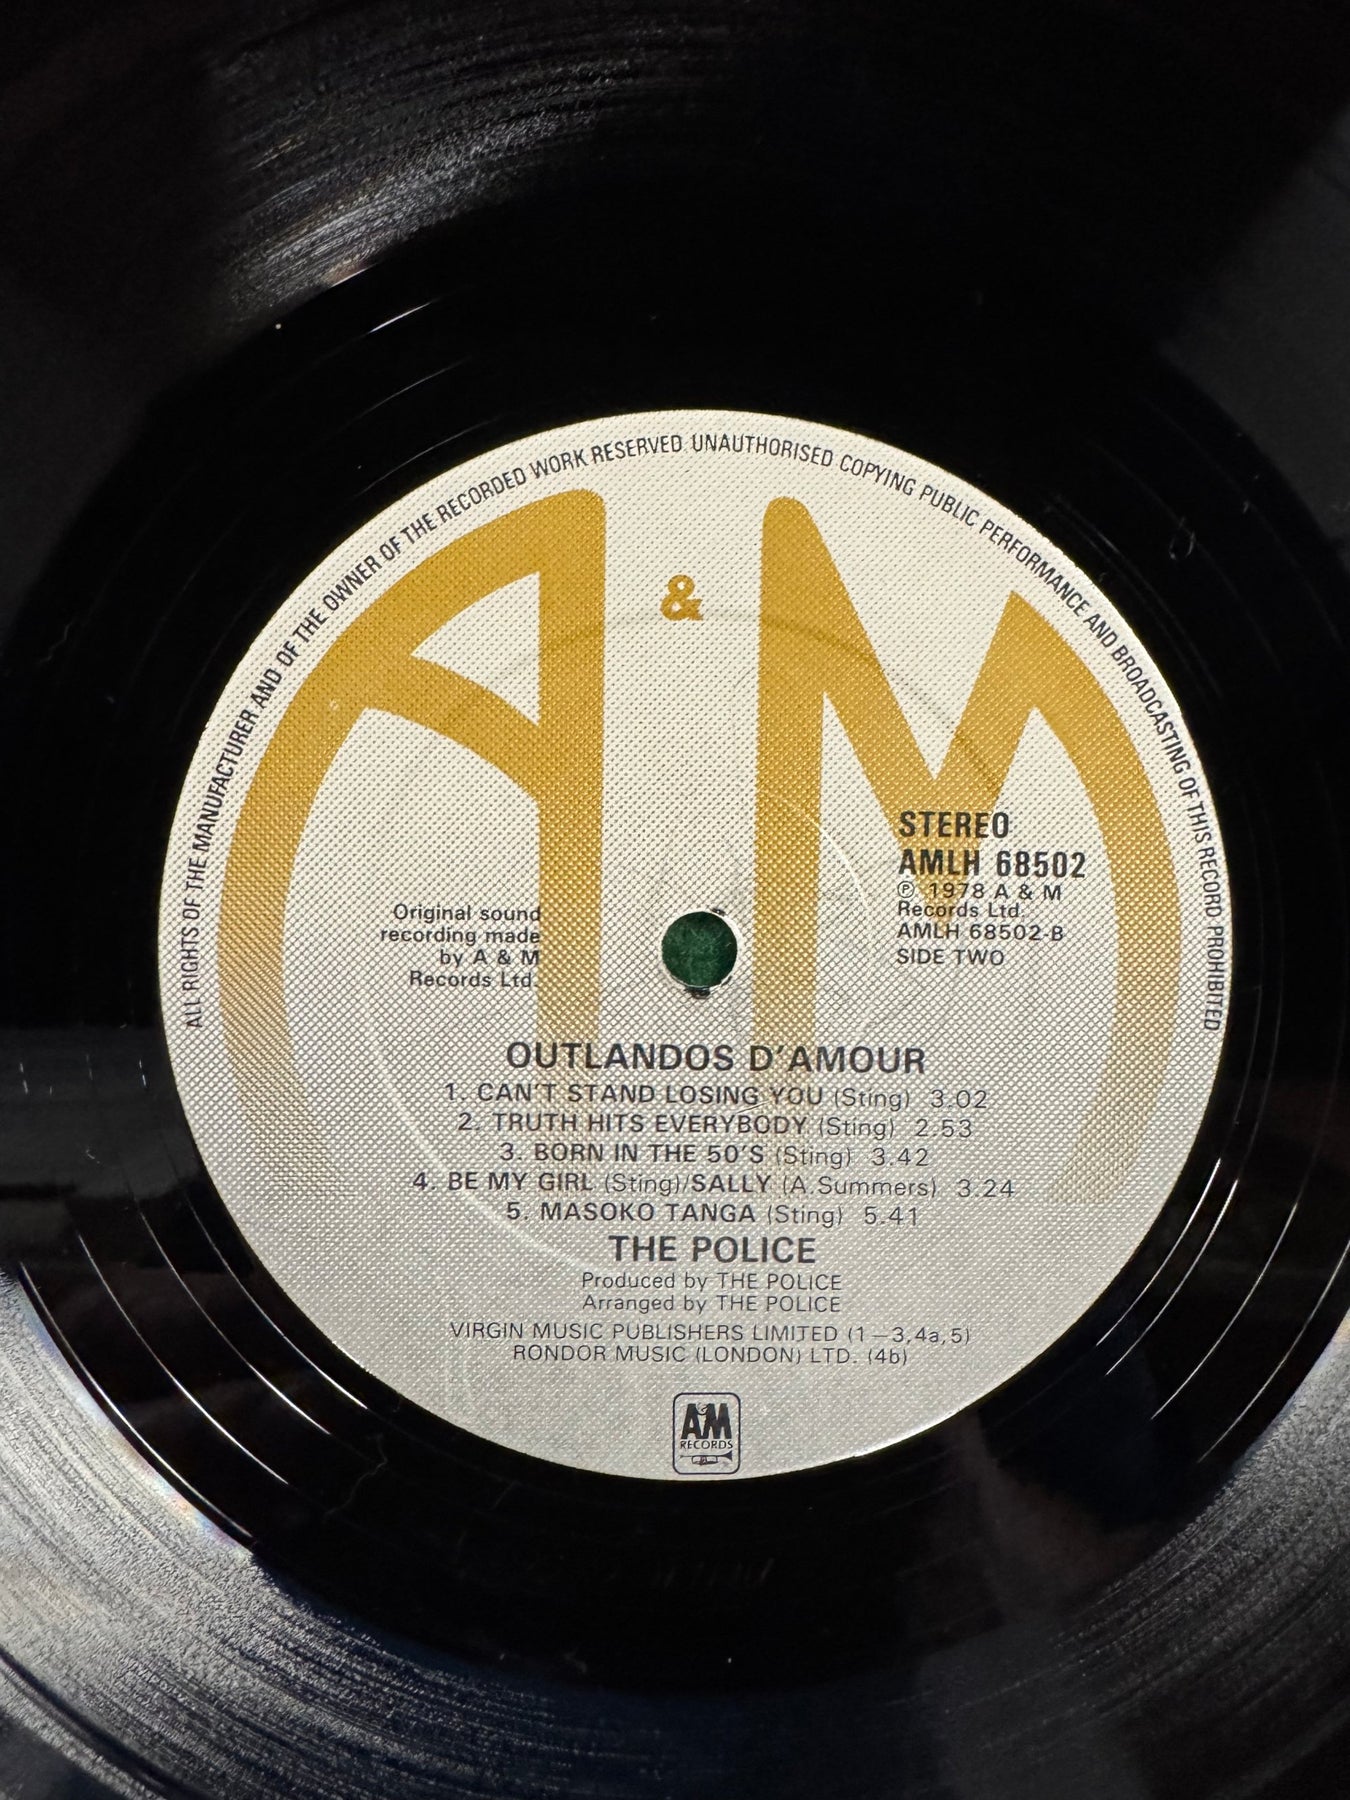 ALL RIGHTS OF THE MANUFACTURER AND OF THE OWNER OF THE RECORDED WORK RESERVED UNAUTHORISED COPYING PUBLIC PERFORMANCE AND BROADCASTING OF THIS RECORD PROHIBITED
A & M
STEREO
AMLH 68502
℗ 1978 A & M
Records Ltd.
AMLH 68502-B
SIDE TWO
Original sound
recording made
by A & M
Records Ltd.
OUTLANDOS D'AMOUR
1. CAN'T STAND LOSING YOU (Sting) 3.02
2. TRUTH HITS EVERYBODY (Sting) 2.53
3. BORN IN THE 50'S (Sting) 3.42
4. BE MY GIRL (Sting)/SALLY (A.Summers) 3.24
5. MASOKO TANGA (Sting) 5.41
THE POLICE
Produced by THE POLICE
Arranged by THE POLICE
VIRGIN MUSIC PUBLISHERS LIMITED (1–3,4a,5)
RONDOR MUSIC (LONDON) LTD. (4b)
A&M
RECORDS